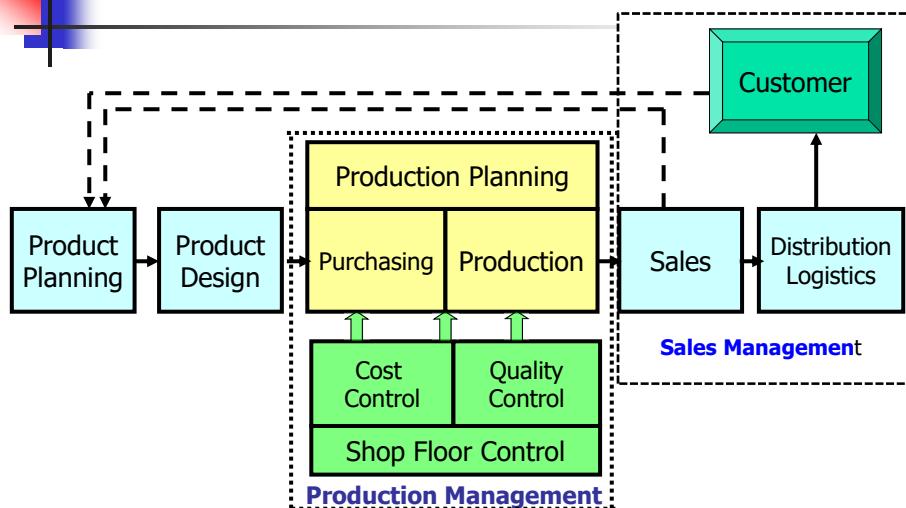 Customer
Production Planning
Product
Planning
Product
Design
Purchasing
Production
Sales
Distribution
Logistics
Sales Management
Cost
Control
Quality
Control
Shop Floor Control
Production Management